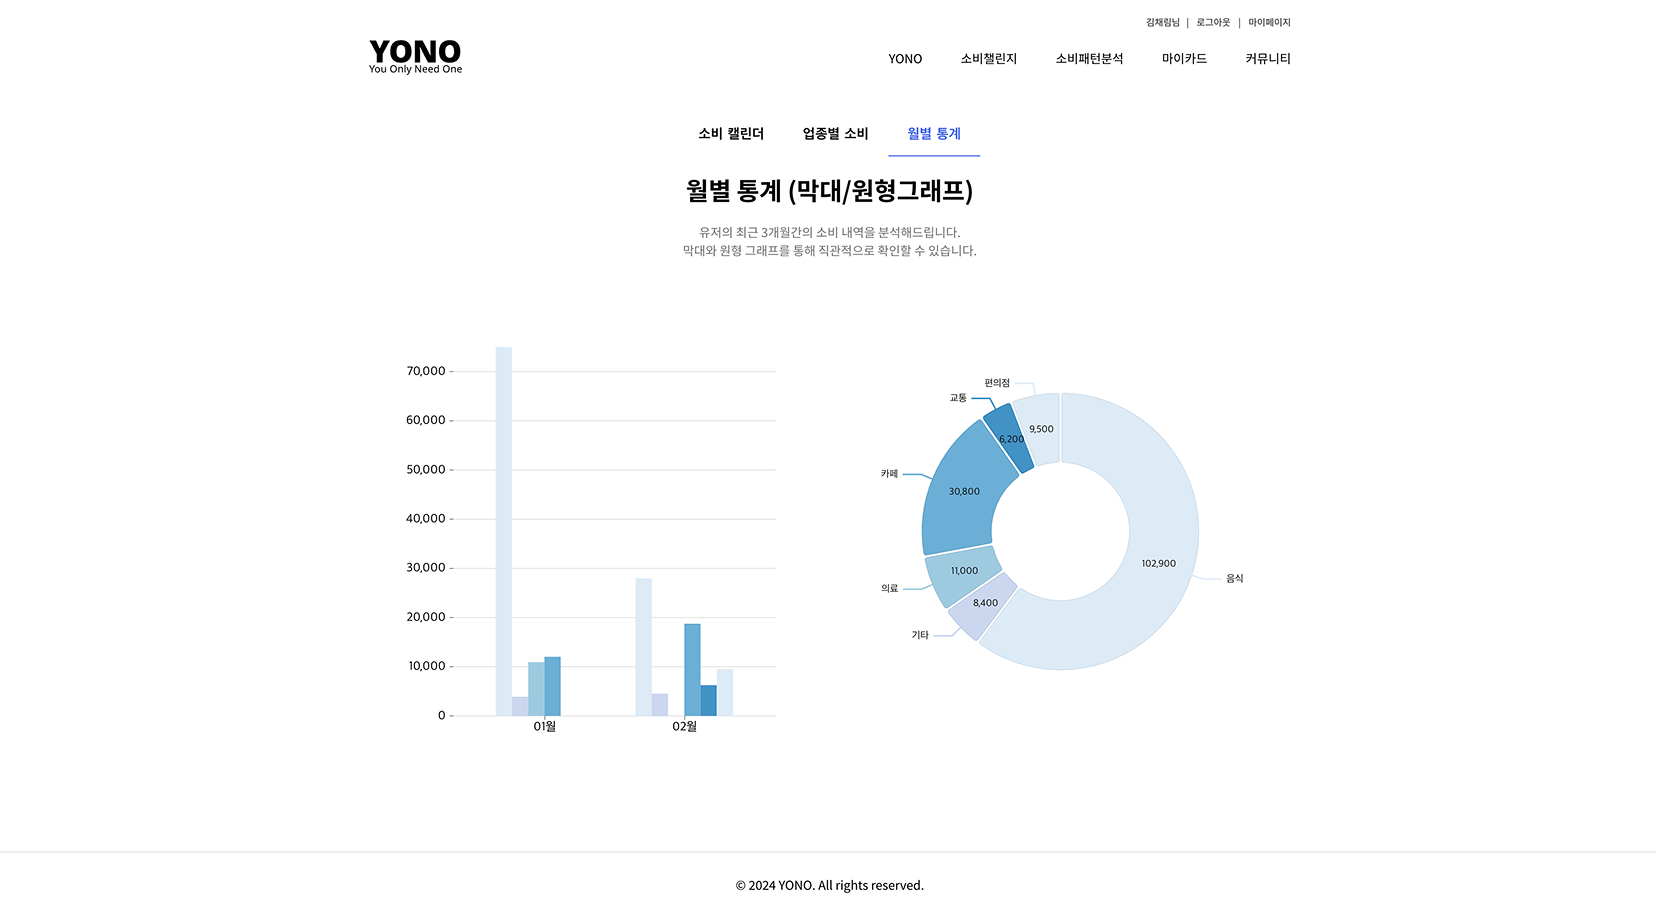 김채림님 | 로그아웃 | 마이페이지
YONO
You Only Need One
YONO 소비챌린지 소비패턴분석 마이카드 커뮤니티
소비 캘린더 업종별 소비 월별 통계
월별 통계 (막대/원형그래프)
유저의 최근 3개월간의 소비 내역을 분석해드립니다.
막대와 원형 그래프를 통해 직관적으로 확인할 수 있습니다.
70,000
60,000
50,000
40,000
30,000
20,000
10,000
0
01월 02월
편의점
교통
9,500
6,200
카페
30,800
102,900
11,000
음식
의료
8,400
기타
© 2024 YONO. All rights reserved.